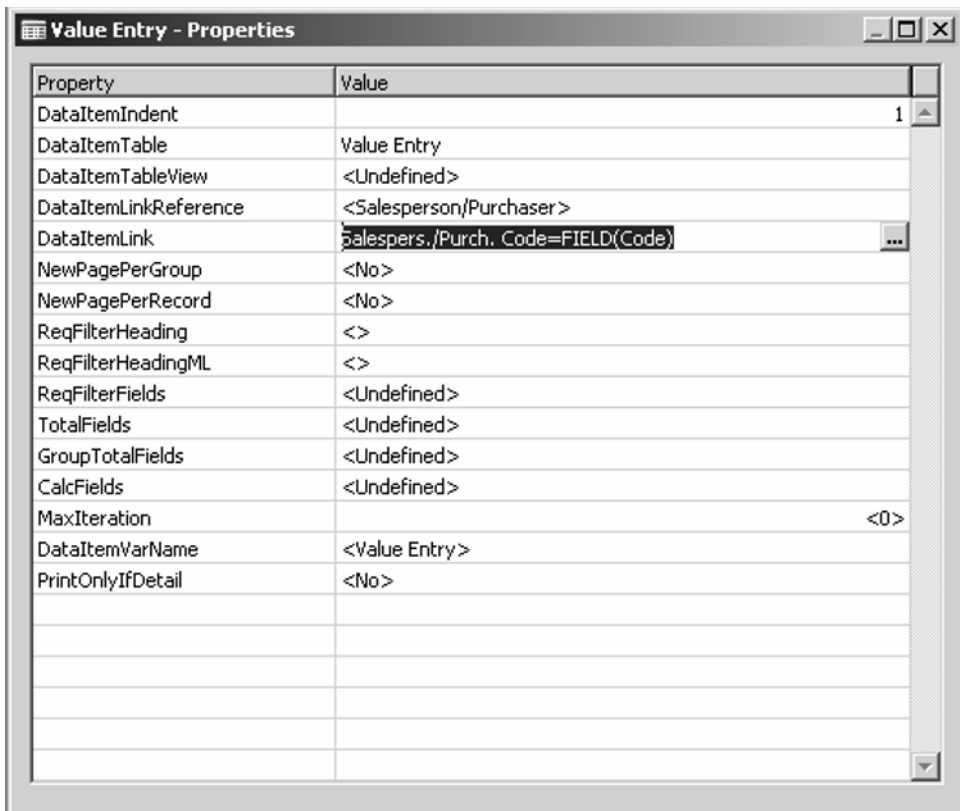 Value Entry - Properties
Property Value
DataItemIndent 1
DataItemTable Value Entry
DataItemTableView <Undefined>
DataItemLinkReference <Salesperson/Purchaser>
DataItemLink Salespers./Purch. Code=FIELD(Code) ...
NewPagePerGroup <No>
NewPagePerRecord <No>
ReqFilterHeading <>
ReqFilterHeadingML <>
ReqFilterFields <Undefined>
TotalFields <Undefined>
GroupTotalFields <Undefined>
CalcFields <Undefined>
MaxIteration <0>
DataItemVarName <Value Entry>
PrintOnlyIfDetail <No>